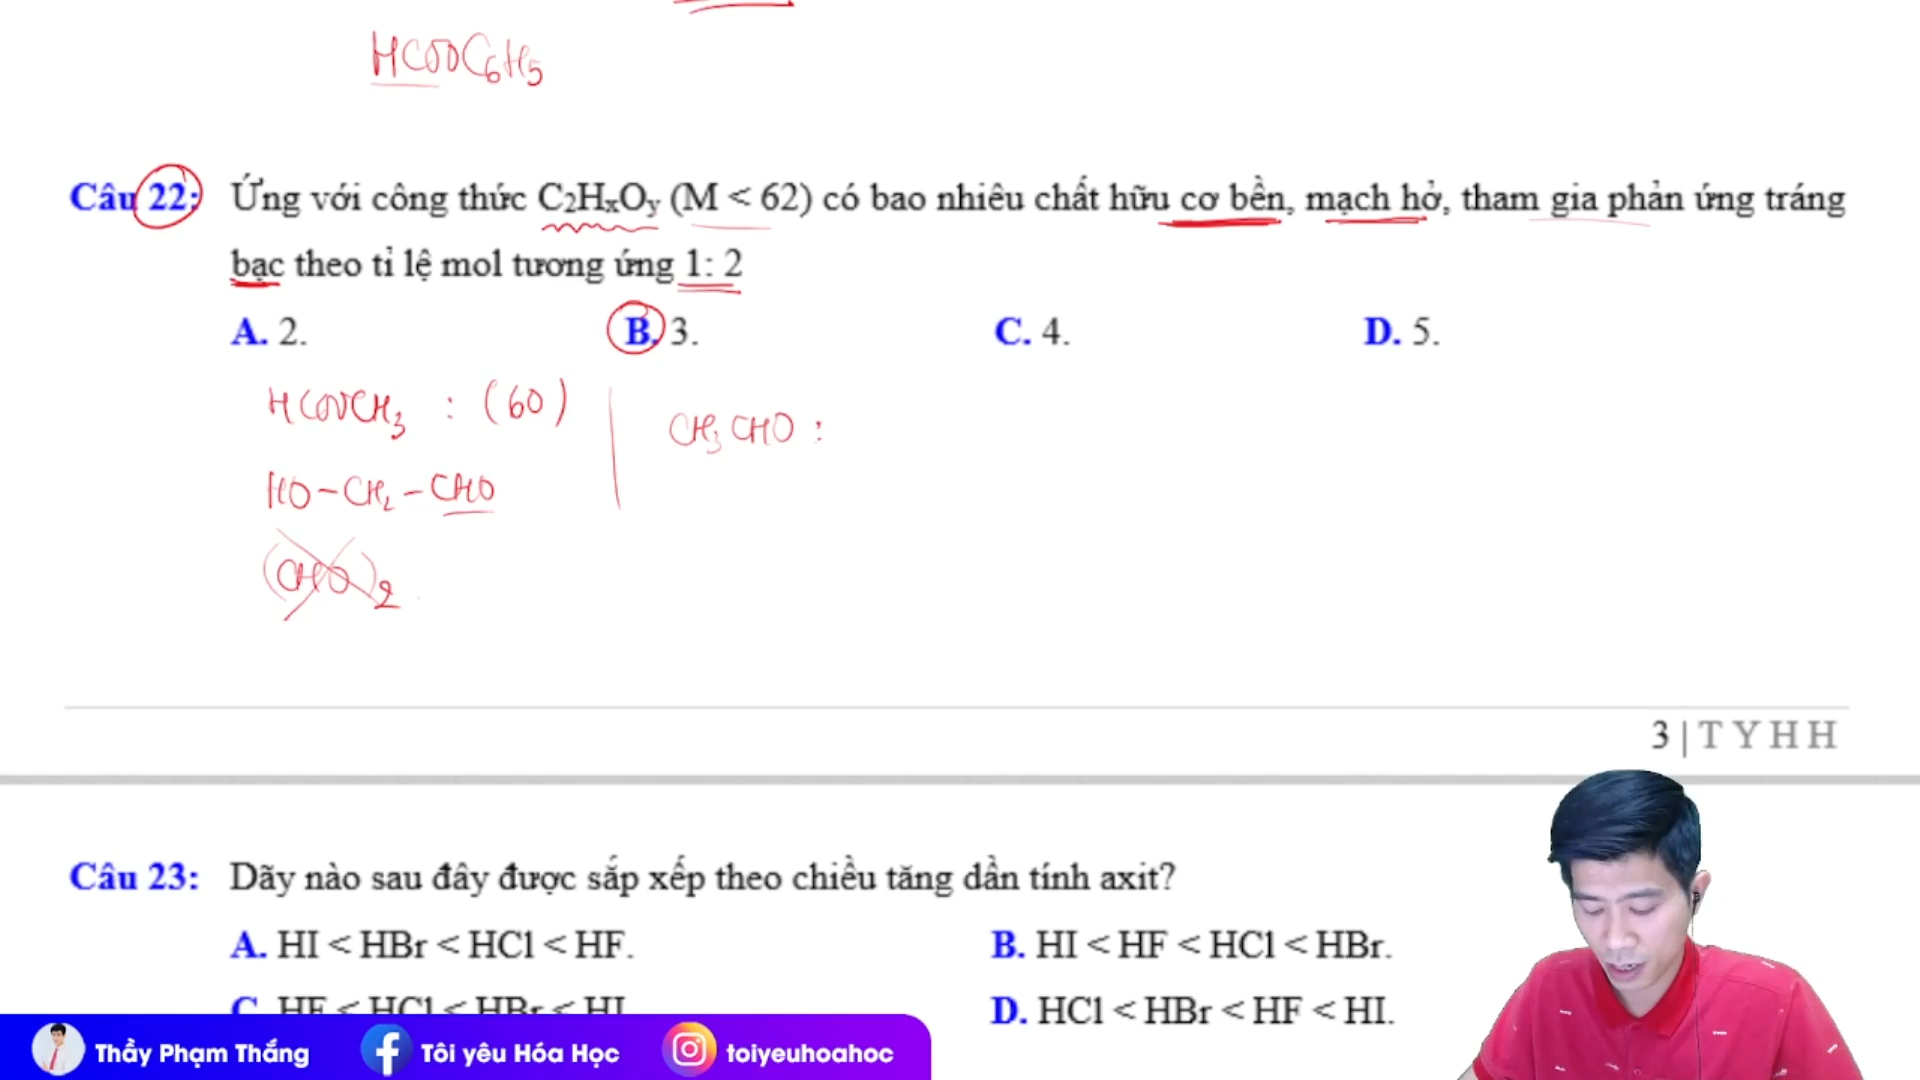 HCOOC₆H₅
Câu 22: Ứng với công thức C₂HₓOᵧ (M < 62) có bao nhiêu chất hữu cơ bền, mạch hở, tham gia phản ứng tráng
bạc theo tỉ lệ mol tương ứng 1: 2
A. 2. B. 3. C. 4. D. 5.
HCOOCH₃ : (60)
CH₃CHO :
HO-CH₂-CHO
(CHO)₂
3 | T Y H H
Câu 23: Dãy nào sau đây được sắp xếp theo chiều tăng dần tính axit?
A. HI < HBr < HCl < HF. B. HI < HF < HCl < HBr.
C. HF < HCl < HBr < HI. D. HCl < HBr < HF < HI.
Thầy Phạm Thắng Tôi yêu Hóa Học toiyeuhoahoc